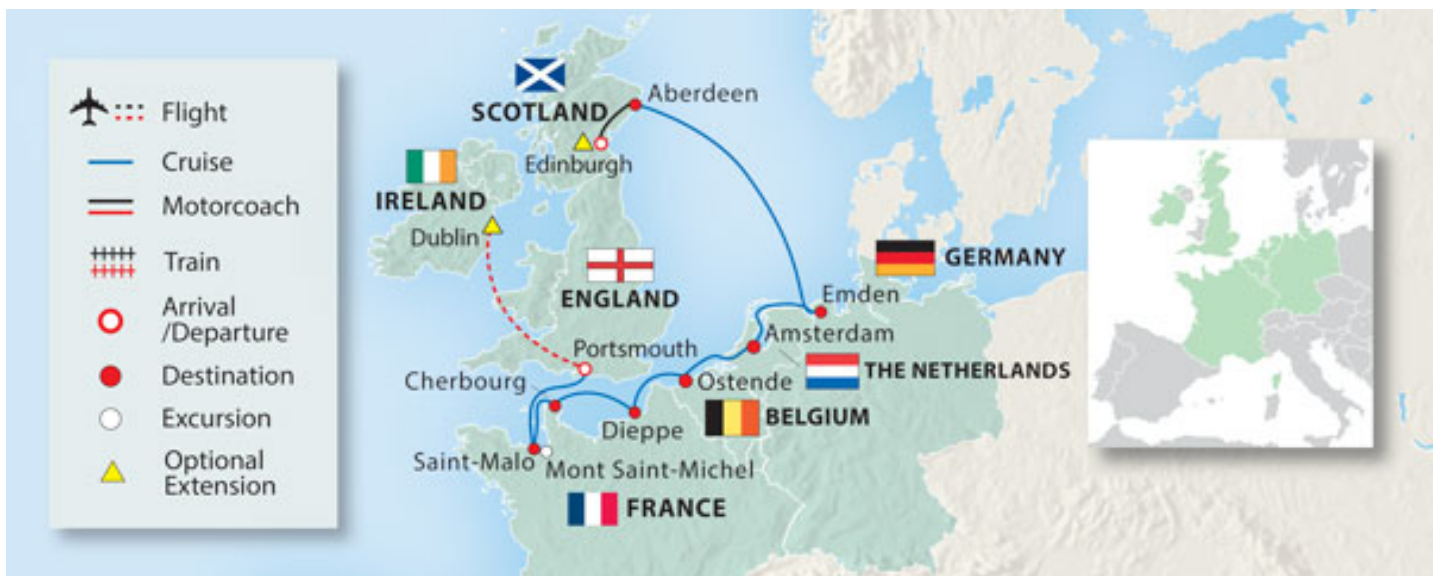 Flight
Cruise
Motorcoach
Train
Arrival
/Departure
Destination
Excursion
Optional
Extension
SCOTLAND
Aberdeen
Edinburgh
IRELAND
Dublin
ENGLAND
GERMANY
Emden
Amsterdam
THE NETHERLANDS
Portsmouth
Cherbourg
Ostende
BELGIUM
Dieppe
Saint-Malo
Mont Saint-Michel
FRANCE